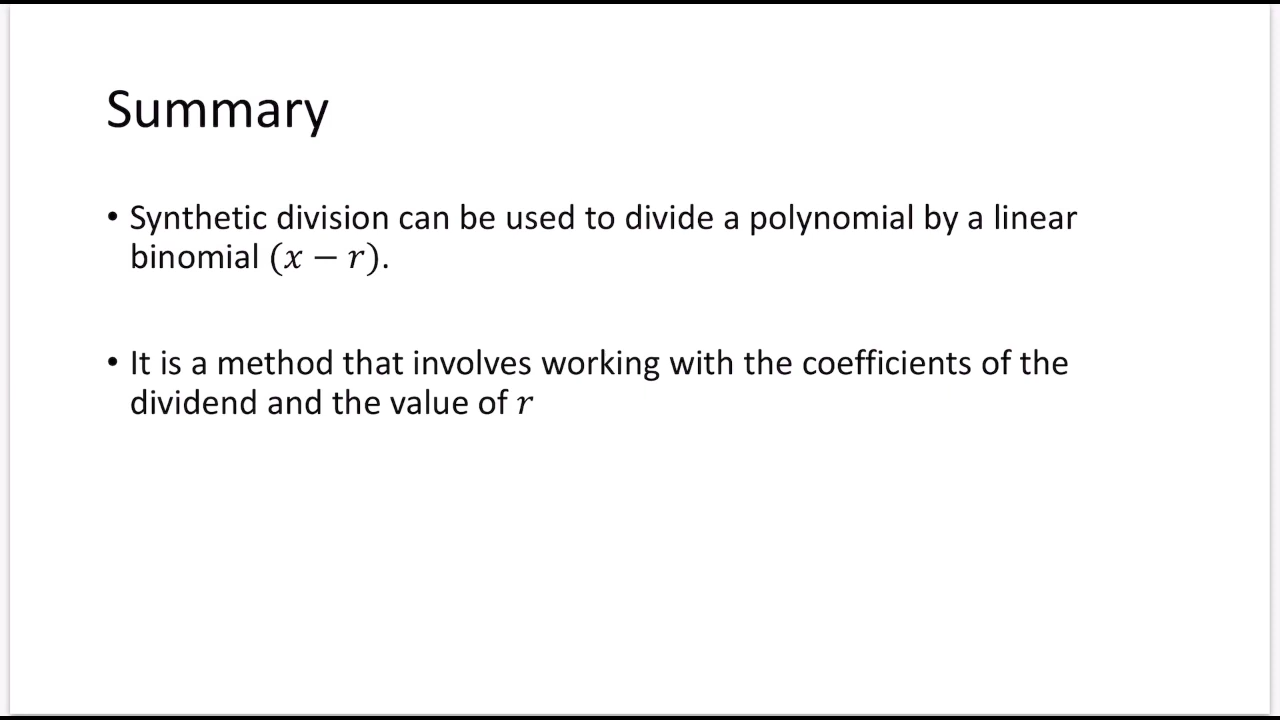 Summary
• Synthetic division can be used to divide a polynomial by a linear
binomial (𝑥 − 𝑟).
• It is a method that involves working with the coefficients of the
dividend and the value of 𝑟